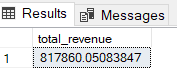 Results Messages
total_revenue
1 817860.05083847